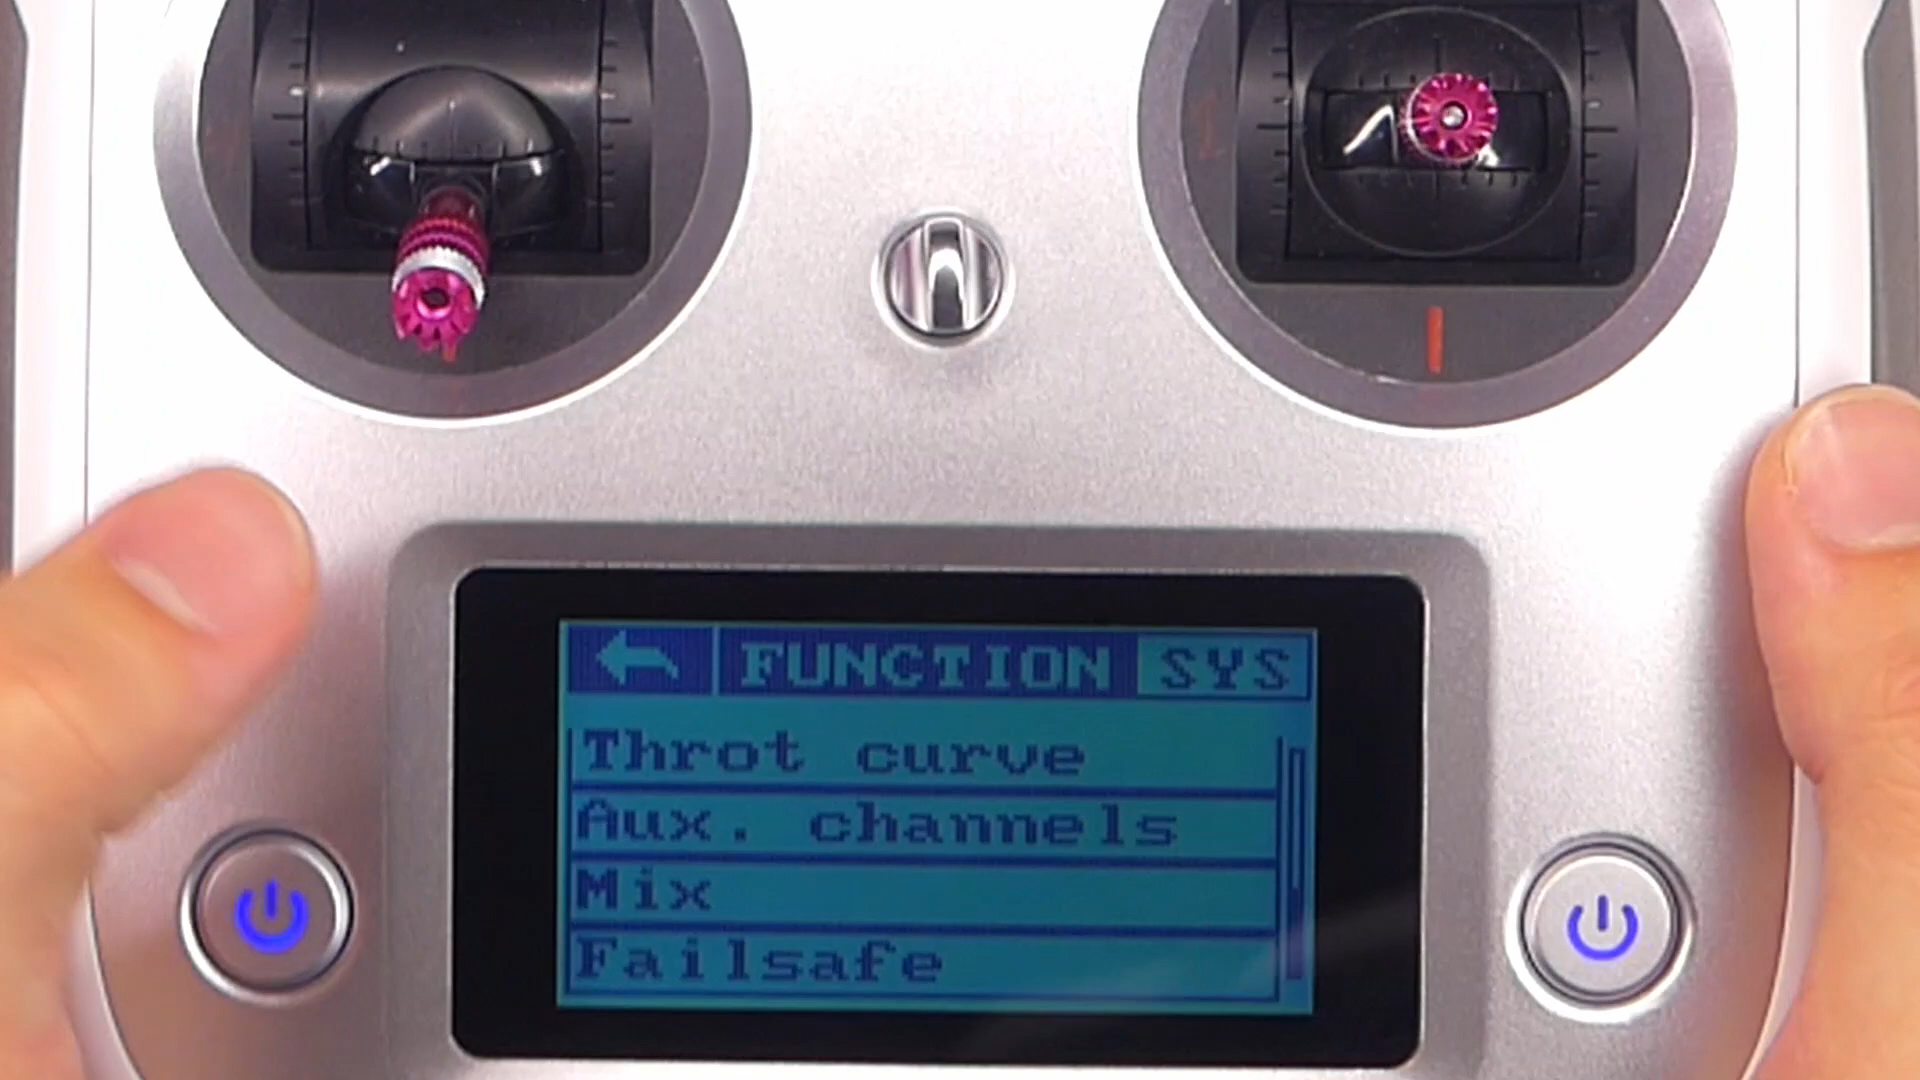 FUNCTION SYS
Throt curve
Aux. channels
Mix
Failsafe